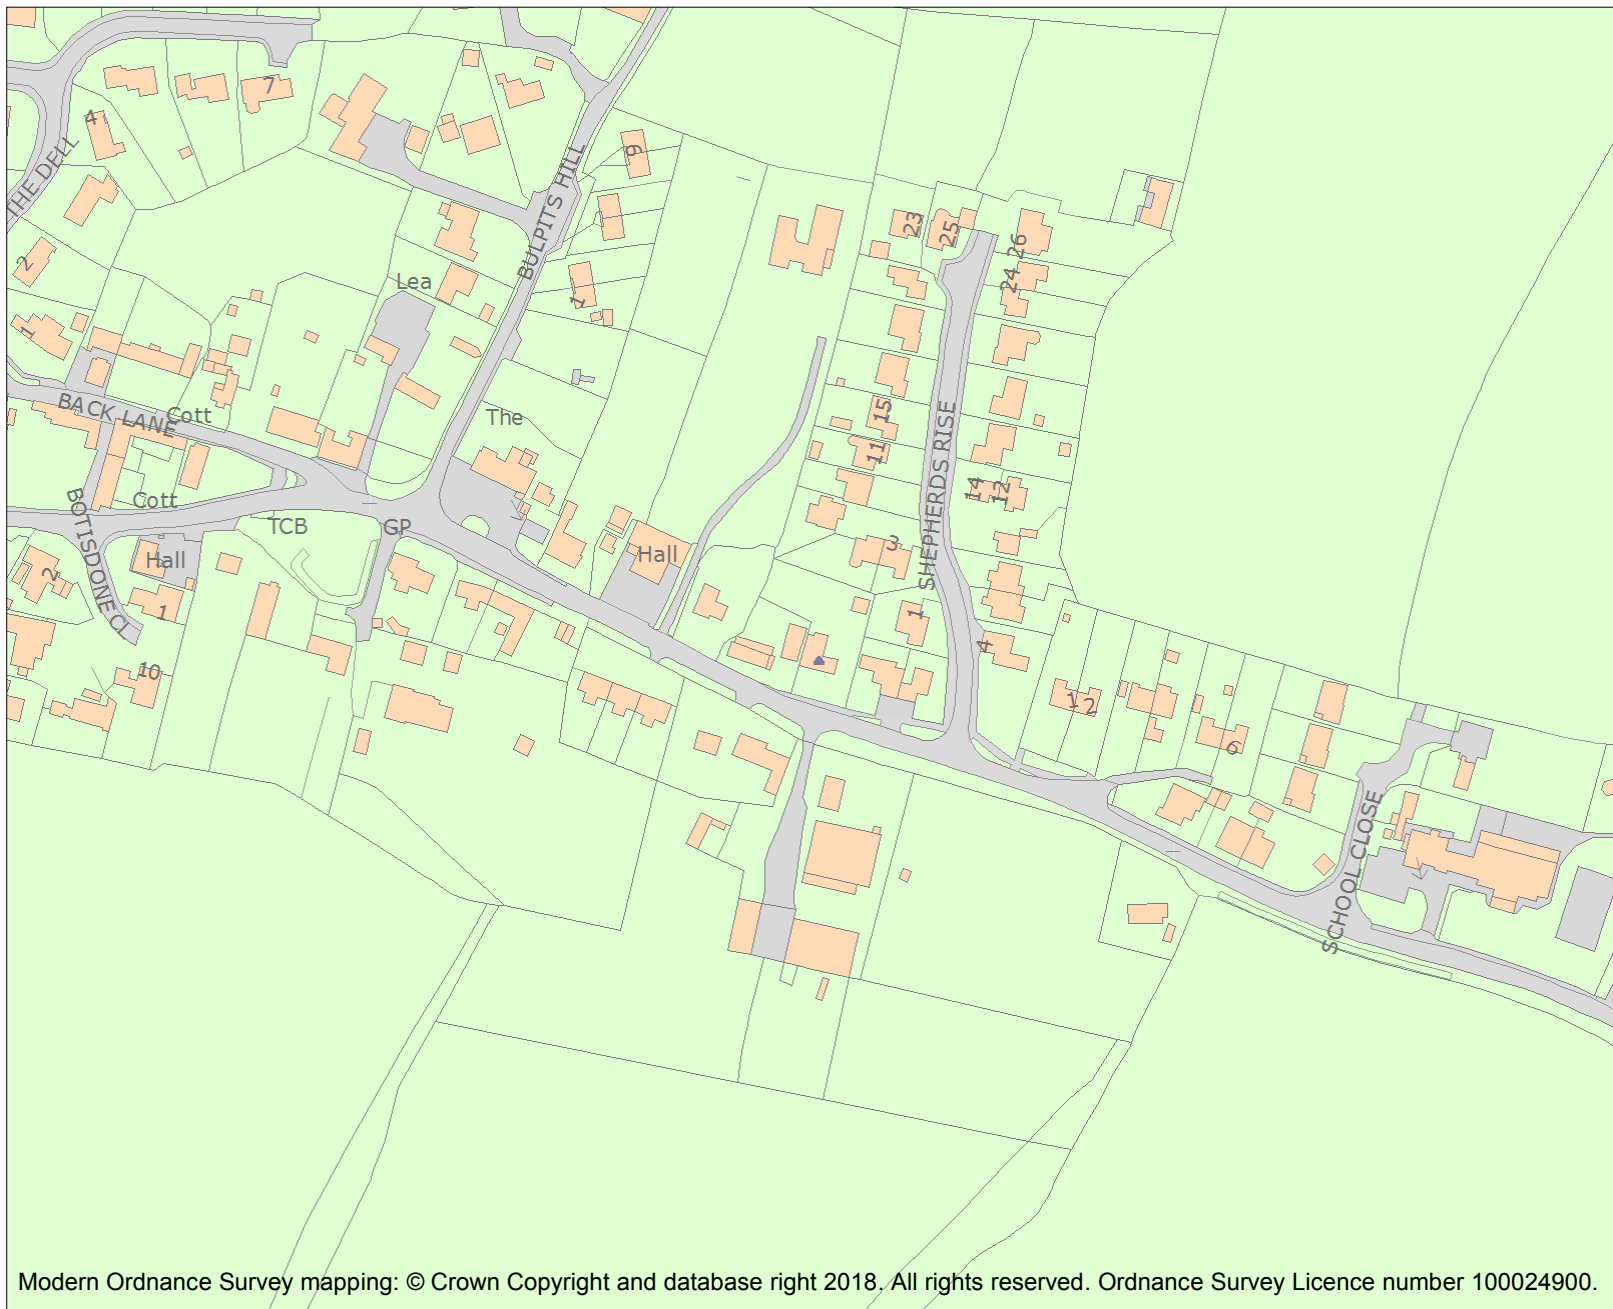 7
4
THE DELL
9
BULPITS HILL
23
25
26
24
2
Lea
1
1
BACK LANE
Cott
The
15
11
SHEPHERDS RISE
14
12
Cott
BOTISDONE CL
TCB
GP
Hall
Hall
3
2
1
1
4
10
1
2
6
SCHOOL CLOSE
Modern Ordnance Survey mapping: © Crown Copyright and database right 2018. All rights reserved. Ordnance Survey Licence number 100024900.